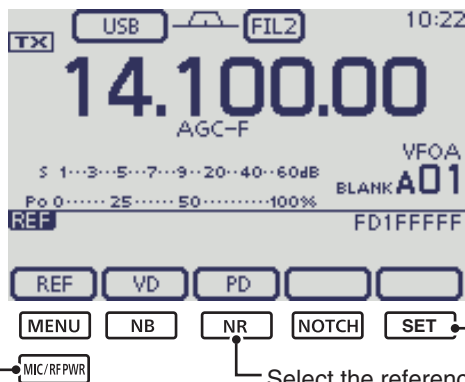 USB FIL2 10:22
TX
14.100.00
AGC-F
VFOA
S 1···3···5···7···9··20··40··60dB
BLANK A01
Po 0······ 25 ······ 50 ··········100%
REF FD1FFFFF
REF VD PD
MENU NB NR NOTCH SET
MIC/RF PWR
Select the referenc